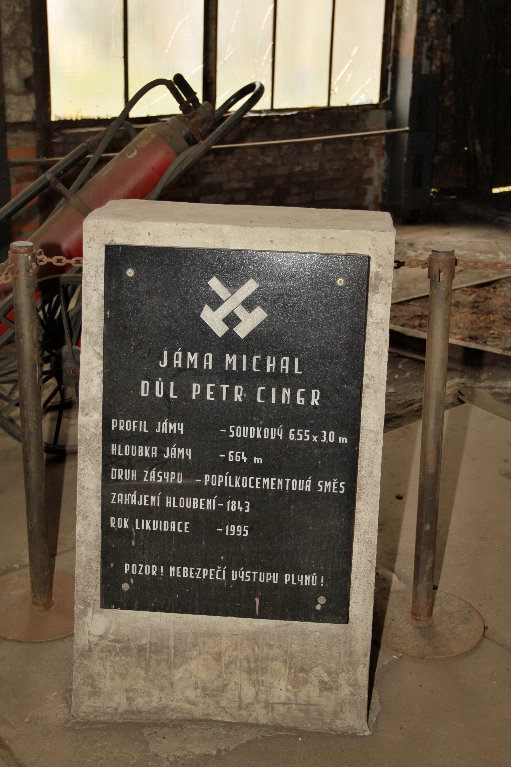 JÁMA MICHAL
DŮL PETR CINGR
PROFIL JÁMY - SOUDKOVÝ 6,55 x 3,0 m
HLOUBKA JÁMY - 664 m
DRUH ZÁSYPU - POPÍLKOCEMENTOVÁ SMĚS
ZAHÁJENÍ HLOUBENÍ - 1843
ROK LIKVIDACE - 1995
POZOR! NEBEZPEČÍ VÝSTUPU PLYNŮ!